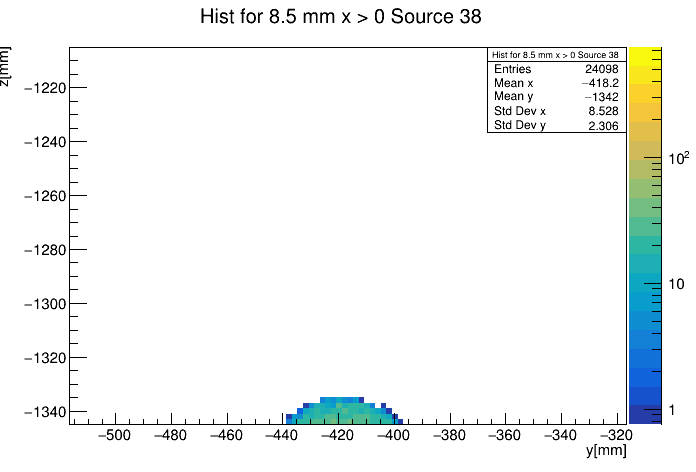 Hist for 8.5 mm x > 0 Source 38
z[mm]
Hist for 8.5 mm x > 0 Source 38
Entries 24098
Mean x −418.2
Mean y −1342
Std Dev x 8.528
Std Dev y 2.306
−1220
−1240
−1260
−1280
−1300
−1320
−1340
10²
10
1
−500 −480 −460 −440 −420 −400 −380 −360 −340 −320
y[mm]